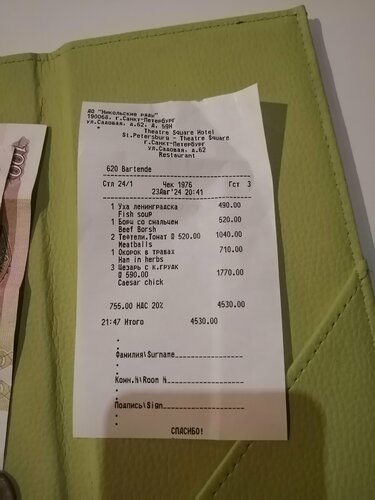 АО "Никольские ряды"
190068. г.Санкт-Петербург
ул.Садовая. д.62. А. 59Н
Theatre Square Hotel
St.Petersburg - Theatre Square
г.Санкт-Петербург
ул.Садовая. д.62
Restaurant
620 Bartende
Стл 24/1 Чек 1976 Гст 3
23Авг'24 20:41
1 Уха ленинградска 490.00
Fish soup
1 Борщ со смальцем 520.00
Beef Borsh
2 Тефтели.Томат @ 520.00 1040.00
Meatballs
1 Окорок в травах 710.00
Ham in herbs
3 Цезарь с к.грудк
@ 590.00 1770.00
Caesar chick
755.00 НДС 20% 4530.00
21:47 Итого 4530.00
Фамилия\Surname
Комн.№\Room №
Подпись\Sign
СПАСИБО!
100